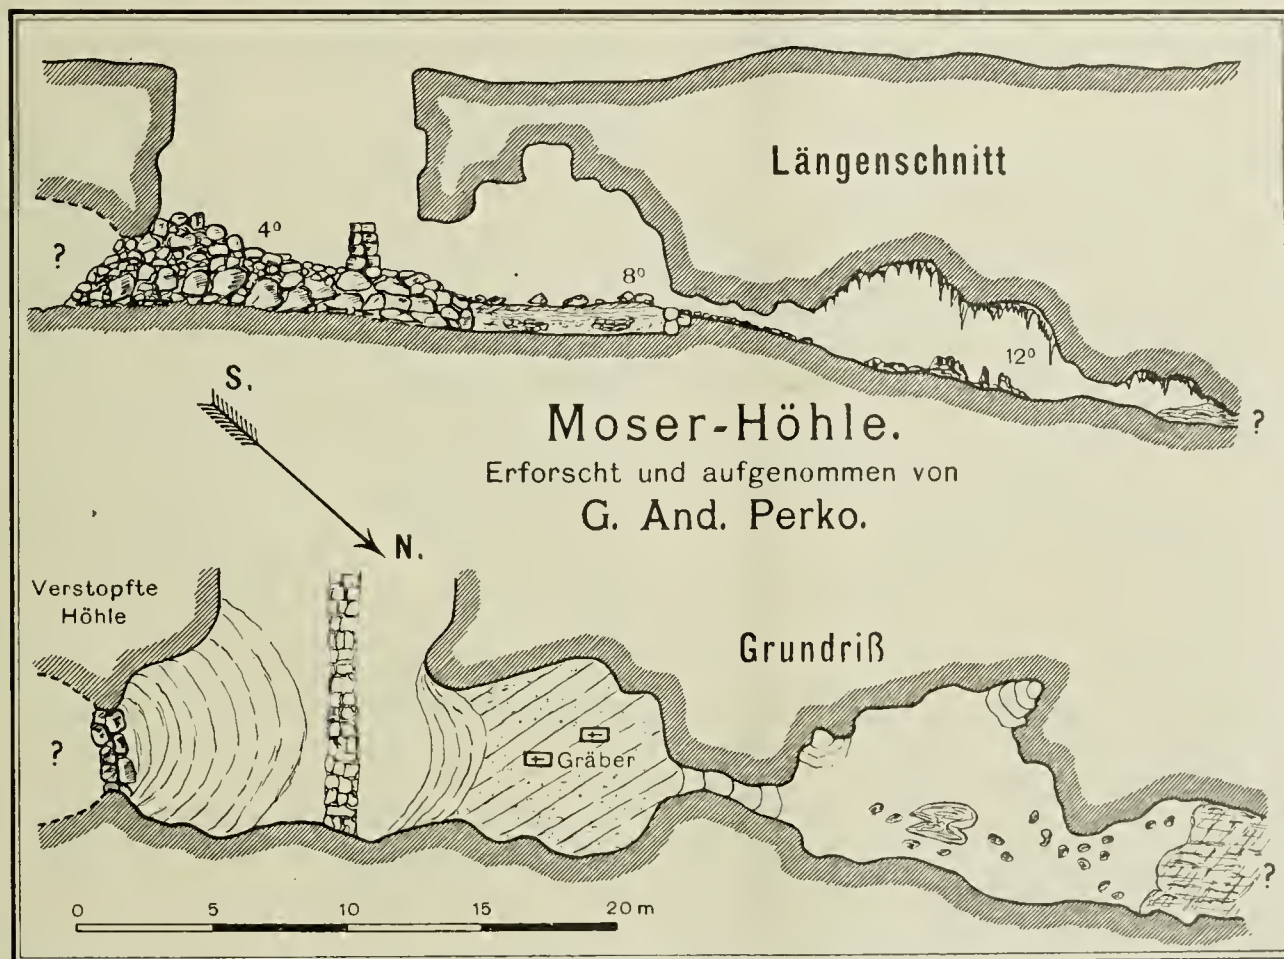 Längenschnitt
4°
?
8°
12°
?
S.
N.
Moser-Höhle.
Erforscht und aufgenommen von
G. And. Perko.
Verstopfte
Höhle
Grundriß
?
Gräber
?
0 5 10 15 20 m